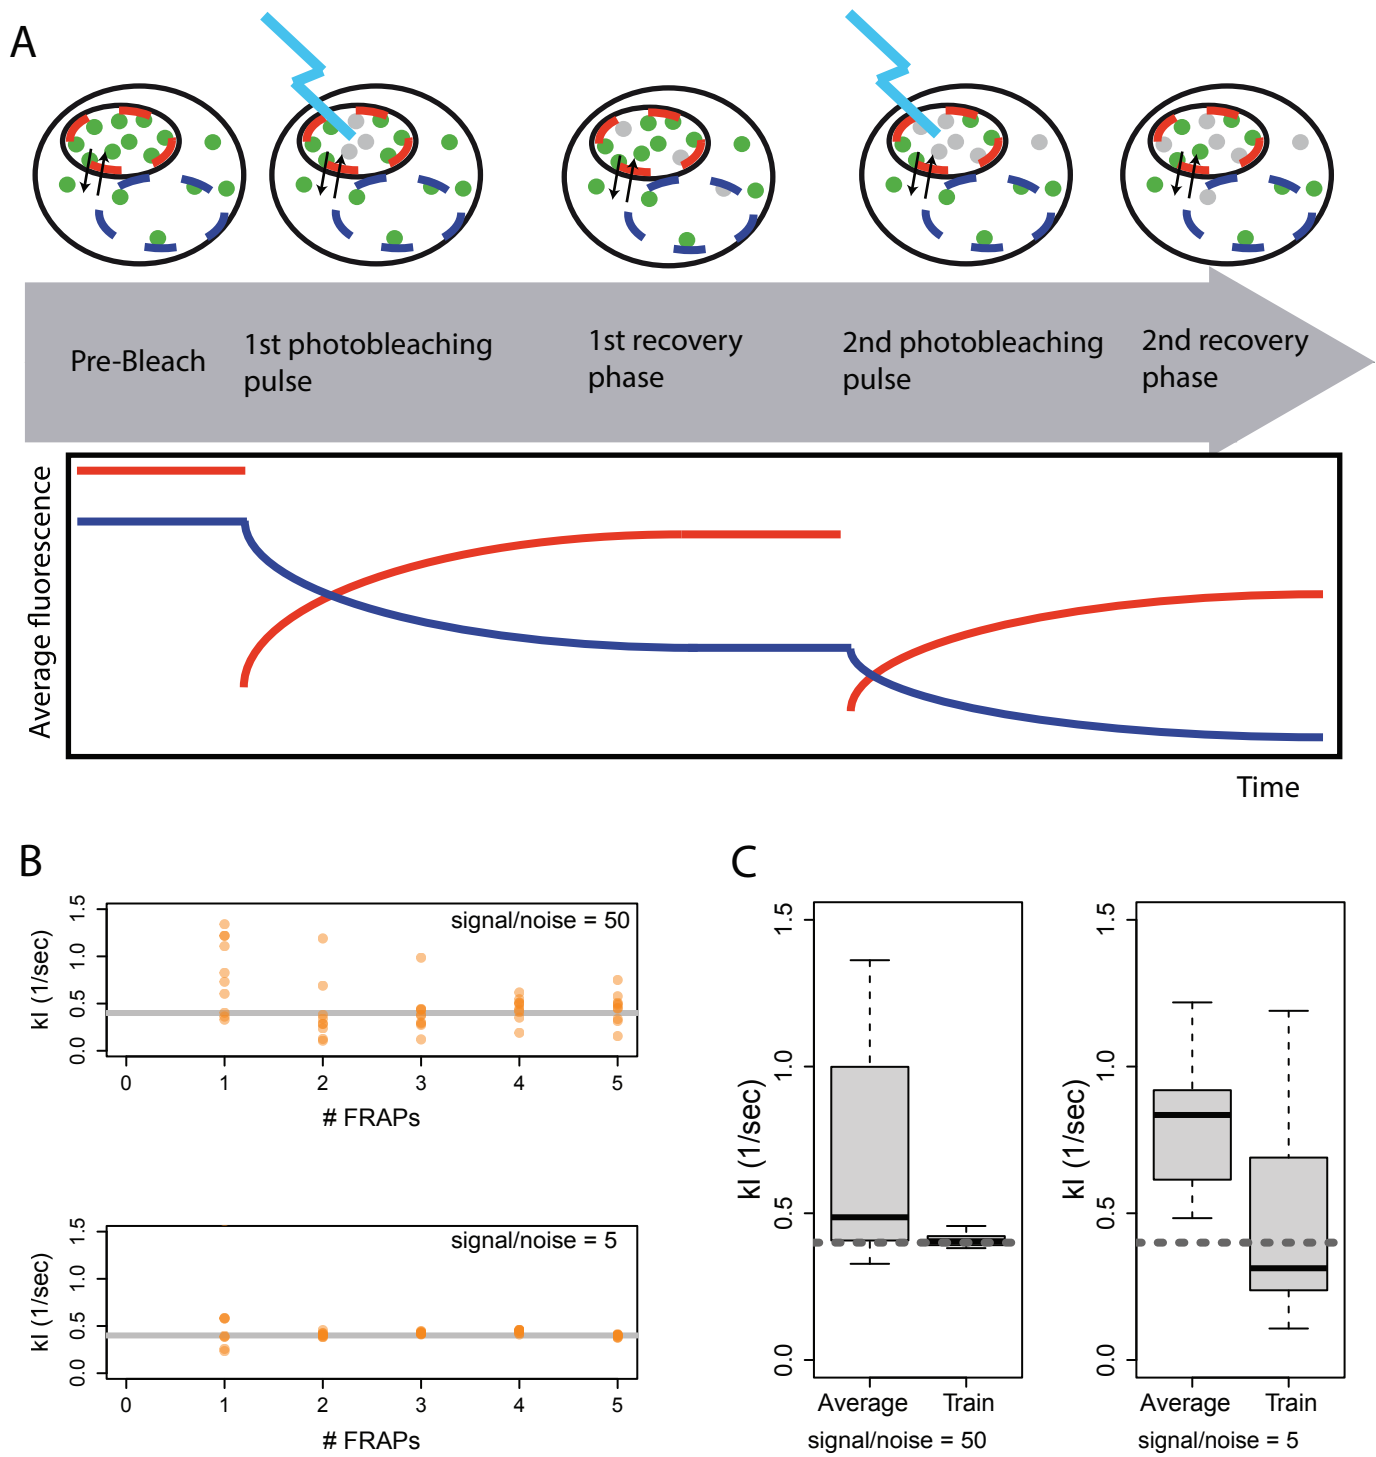 A
Pre-Bleach
1st photobleaching
pulse
1st recovery
phase
2nd photobleaching
pulse
2nd recovery
phase
Average fluorescence
Time
B
signal/noise = 50
kI (1/sec)
0.0 0.5 1.0 1.5
0 1 2 3 4 5
# FRAPs
signal/noise = 5
kI (1/sec)
0.0 0.5 1.0 1.5
0 1 2 3 4 5
# FRAPs
C
kI (1/sec)
0.0 0.5 1.0 1.5
Average Train
signal/noise = 50
kI (1/sec)
0.0 0.5 1.0 1.5
Average Train
signal/noise = 5